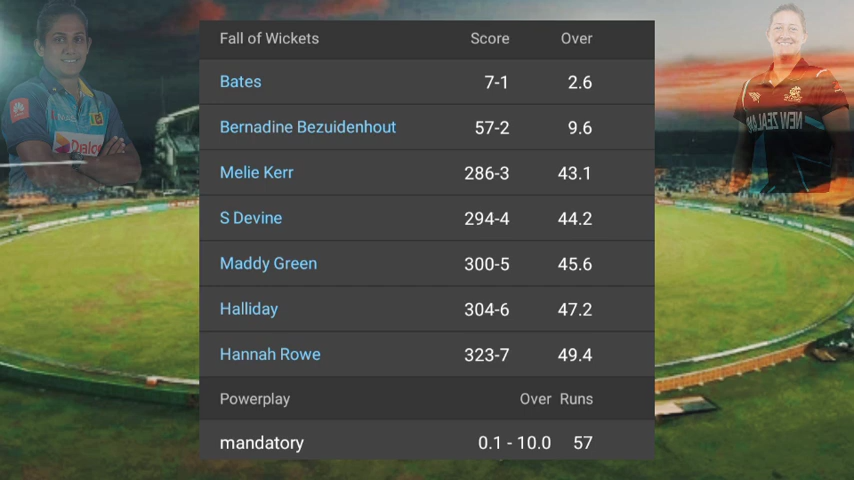 Fall of Wickets Score Over
Bates 7-1 2.6
Bernadine Bezuidenhout 57-2 9.6
Melie Kerr 286-3 43.1
S Devine 294-4 44.2
Maddy Green 300-5 45.6
Halliday 304-6 47.2
Hannah Rowe 323-7 49.4
Powerplay Over Runs
mandatory 0.1 - 10.0 57
Dialog
NEW ZEALAND